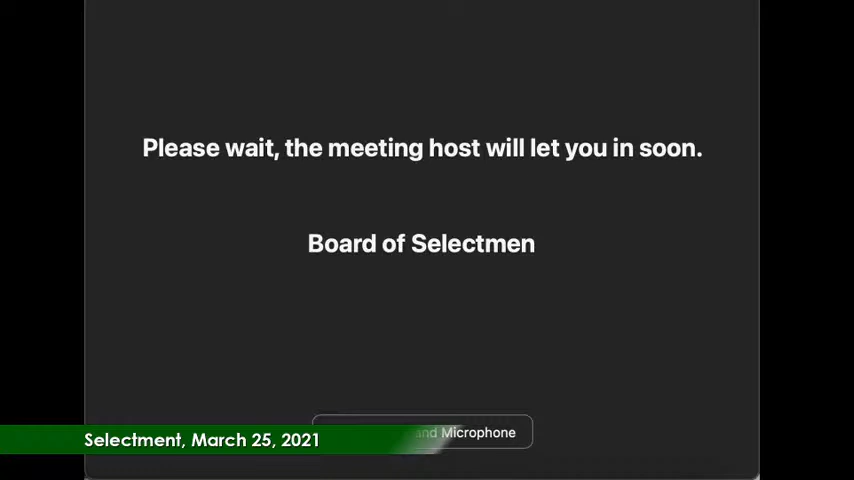 Please wait, the meeting host will let you in soon.
Board of Selectmen
and Microphone
Selectment, March 25, 2021